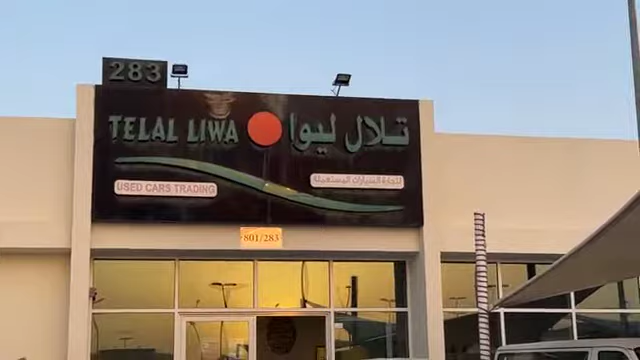 283
TELAL LIWA
تلال ليوا
USED CARS TRADING
لتجارة السيارات المستعملة
801/283